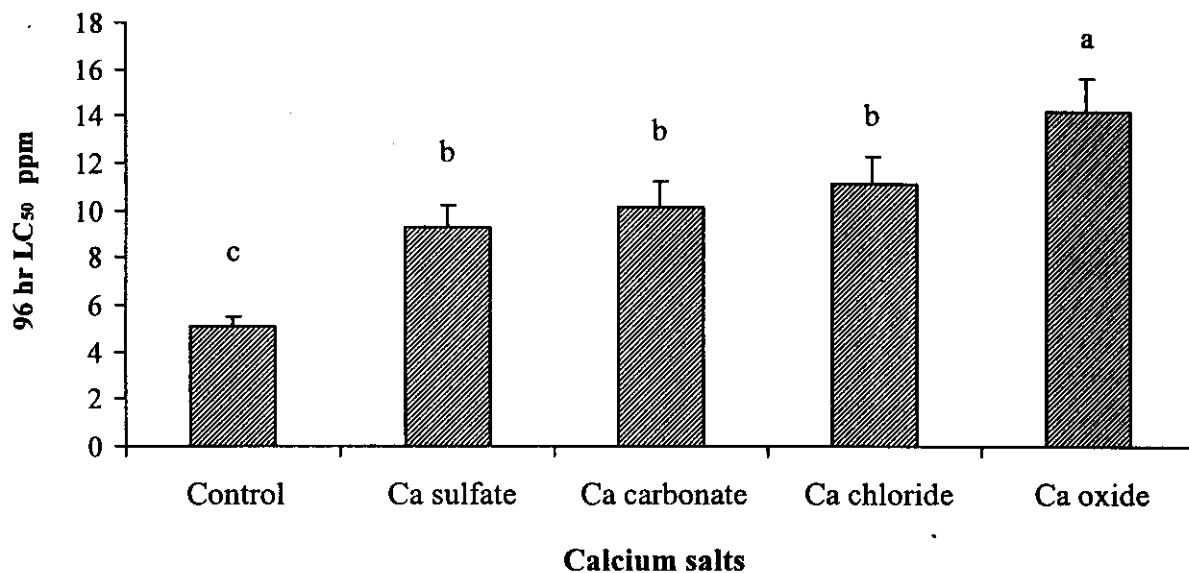 18
16
14
12
10
8
6
4
2
0
96 hr LC₅₀ ppm
c
b
b
b
a
Control
Ca sulfate
Ca carbonate
Ca chloride
Ca oxide
Calcium salts